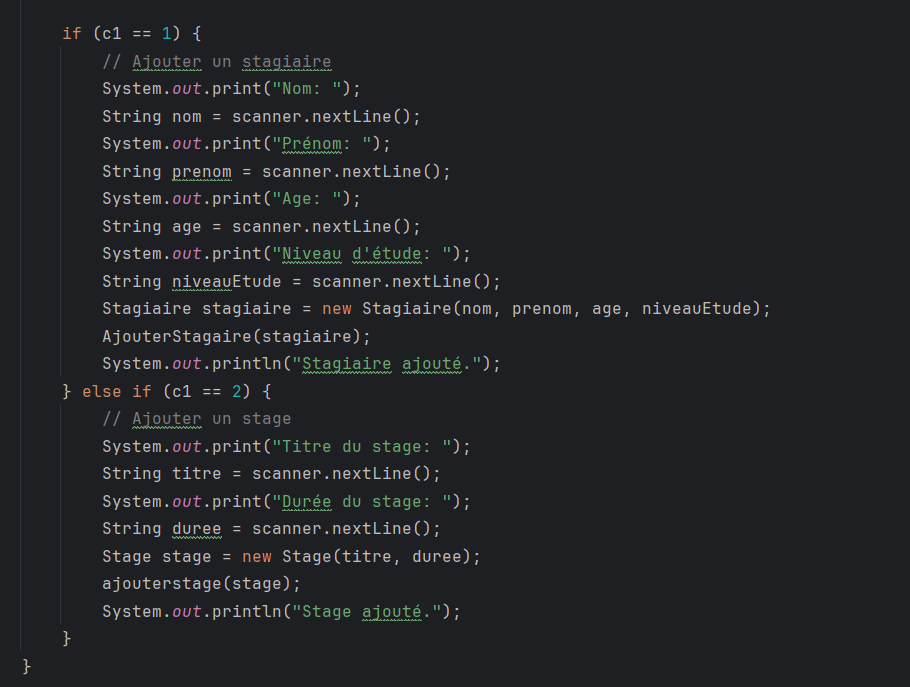 if (c1 == 1) {
// Ajouter un stagiaire
System.out.print("Nom: ");
String nom = scanner.nextLine();
System.out.print("Prénom: ");
String prenom = scanner.nextLine();
System.out.print("Age: ");
String age = scanner.nextLine();
System.out.print("Niveau d'étude: ");
String niveauEtude = scanner.nextLine();
Stagiaire stagiaire = new Stagiaire(nom, prenom, age, niveauEtude);
AjouterStagaire(stagiaire);
System.out.println("Stagiaire ajouté.");
} else if (c1 == 2) {
// Ajouter un stage
System.out.print("Titre du stage: ");
String titre = scanner.nextLine();
System.out.print("Durée du stage: ");
String duree = scanner.nextLine();
Stage stage = new Stage(titre, duree);
ajouterstage(stage);
System.out.println("Stage ajouté.");
}
}